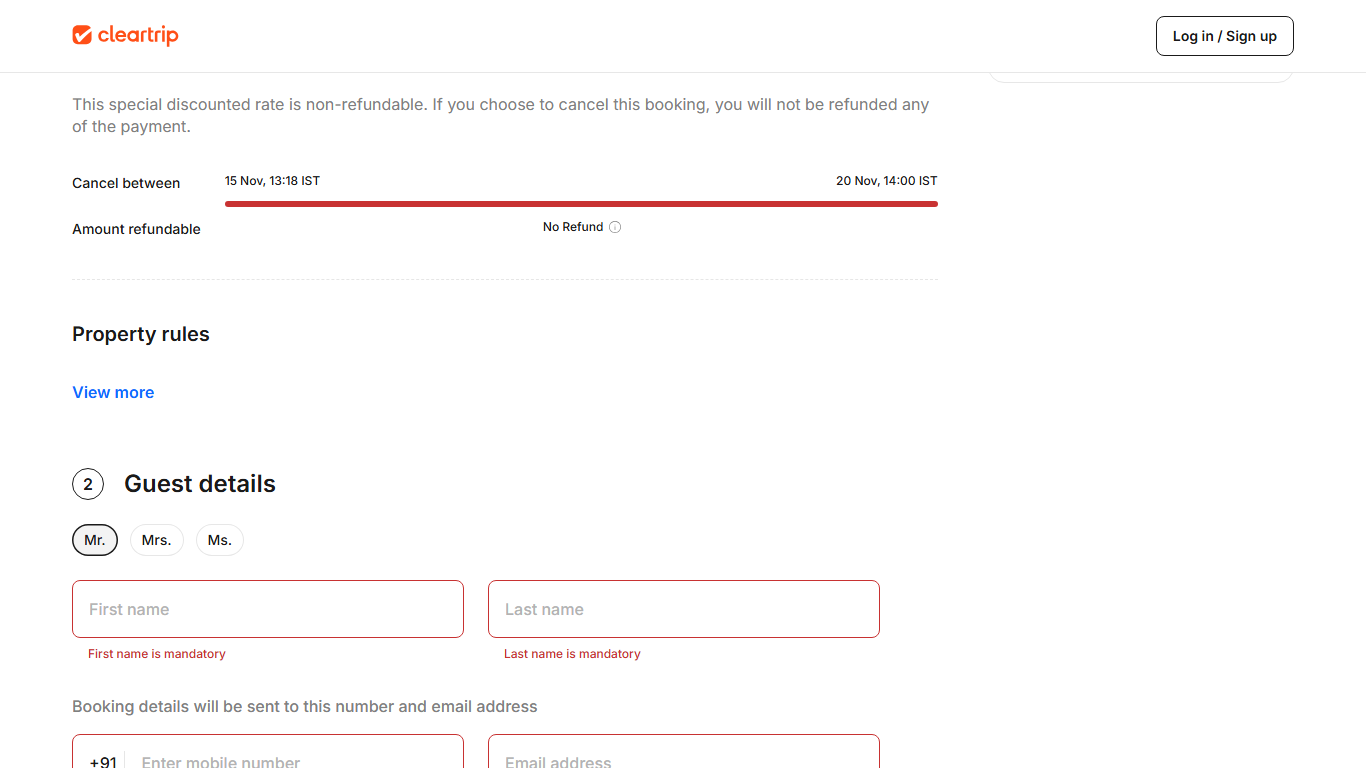 cleartrip
Log in / Sign up
This special discounted rate is non-refundable. If you choose to cancel this booking, you will not be refunded any
of the payment.
Cancel between
15 Nov, 13:18 IST
20 Nov, 14:00 IST
Amount refundable
No Refund
Property rules
View more
2 Guest details
Mr. Mrs. Ms.
First name
Last name
First name is mandatory
Last name is mandatory
Booking details will be sent to this number and email address
+91 Enter mobile number
Email address